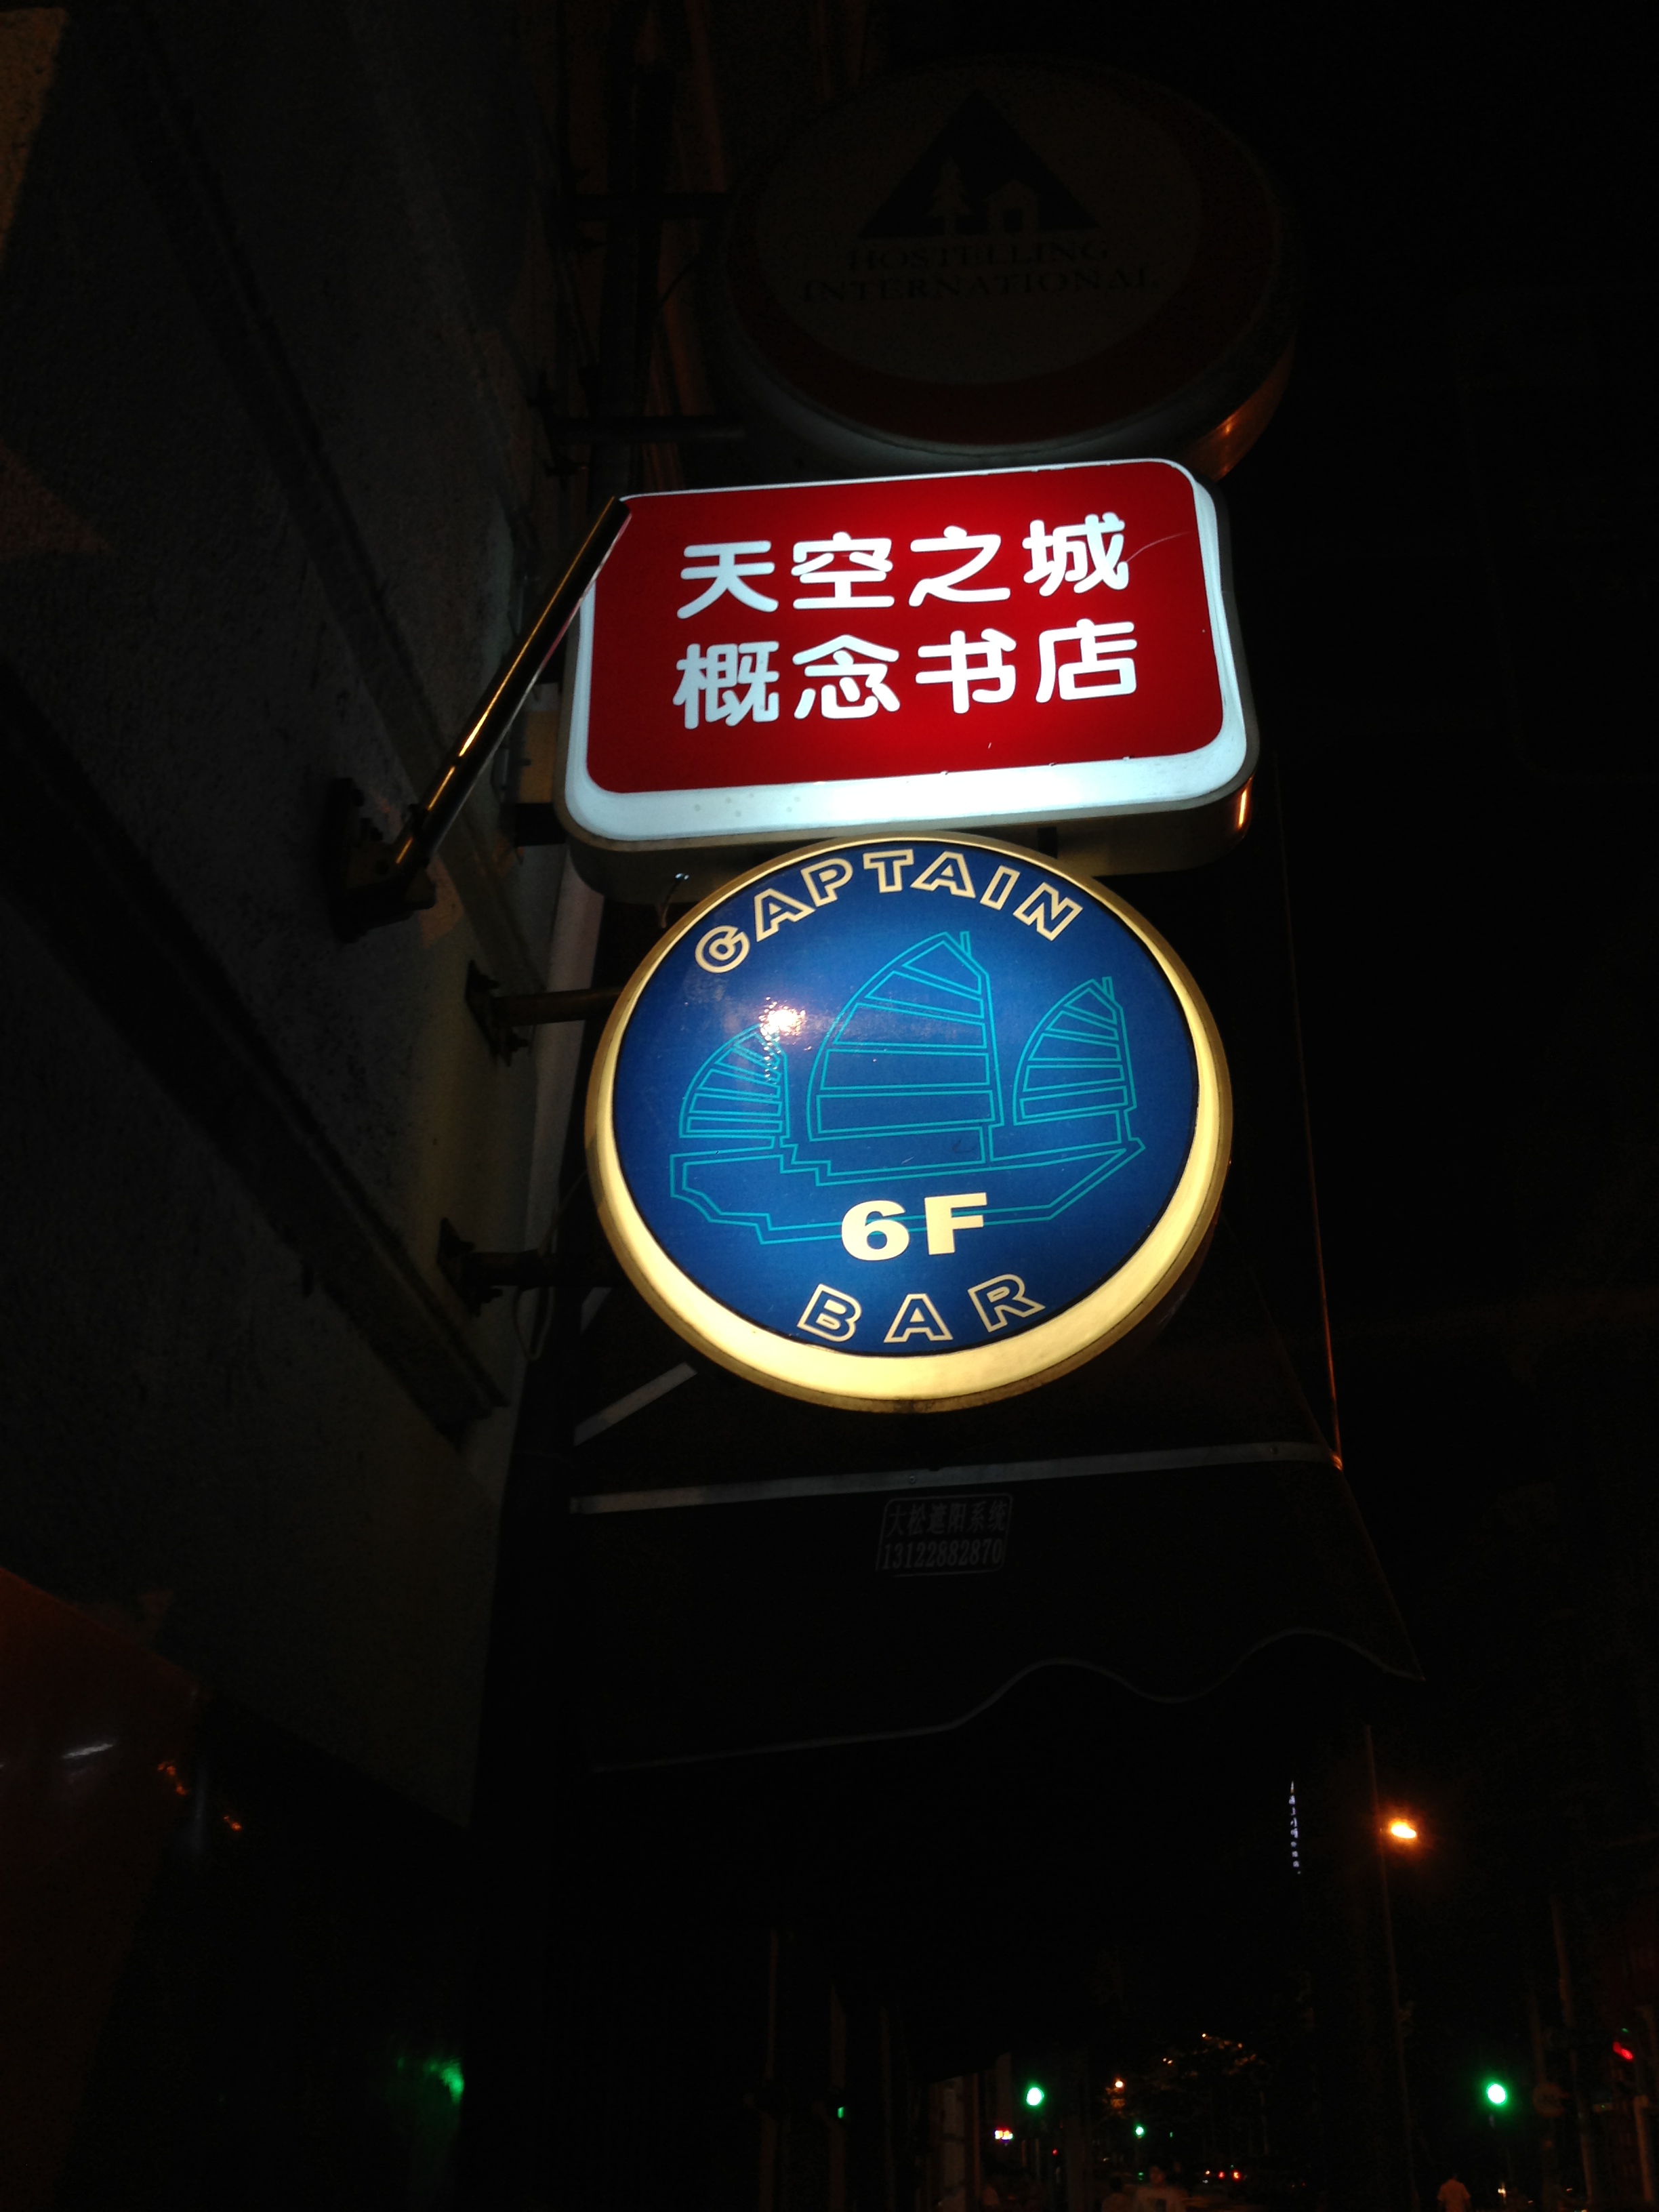 HOSTELLING
INTERNATIONAL
天空之城
概念书店
CAPTAIN
6F
BAR
大松遮阳系统
13122882870